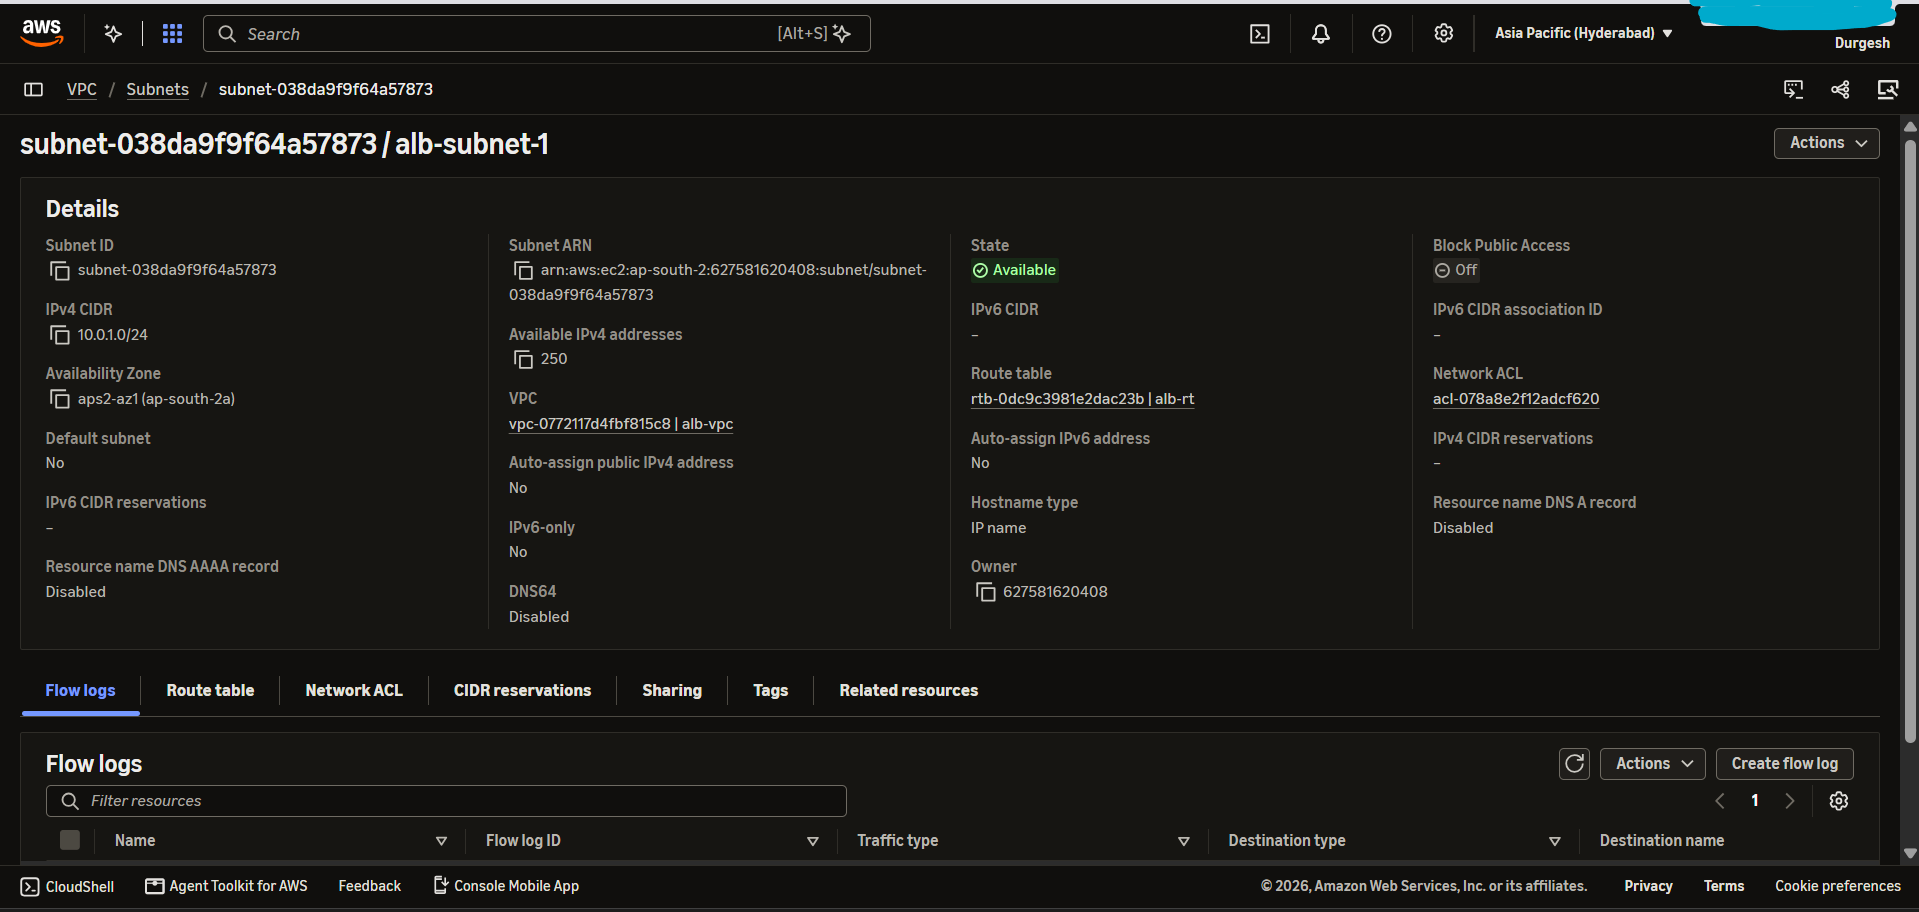 aws
Search [Alt+S]
Asia Pacific (Hyderabad)
Durgesh
VPC / Subnets / subnet-038da9f9f64a57873
subnet-038da9f9f64a57873 / alb-subnet-1
Actions
Details
Subnet ID
subnet-038da9f9f64a57873
IPv4 CIDR
10.0.1.0/24
Availability Zone
aps2-az1 (ap-south-2a)
Default subnet
No
IPv6 CIDR reservations
–
Resource name DNS AAAA record
Disabled
Subnet ARN
arn:aws:ec2:ap-south-2:627581620408:subnet/subnet-
038da9f9f64a57873
Available IPv4 addresses
250
VPC
vpc-0772117d4fbf815c8 | alb-vpc
Auto-assign public IPv4 address
No
IPv6-only
No
DNS64
Disabled
State
Available
IPv6 CIDR
–
Route table
rtb-0dc9c3981e2dac23b | alb-rt
Auto-assign IPv6 address
No
Hostname type
IP name
Owner
627581620408
Block Public Access
Off
IPv6 CIDR association ID
–
Network ACL
acl-078a8e2f12adcf620
IPv4 CIDR reservations
–
Resource name DNS A record
Disabled
Flow logs Route table Network ACL CIDR reservations Sharing Tags Related resources
Flow logs
Actions Create flow log
Filter resources
1
Name Flow log ID Traffic type Destination type Destination name
CloudShell Agent Toolkit for AWS Feedback Console Mobile App © 2026, Amazon Web Services, Inc. or its affiliates. Privacy Terms Cookie preferences